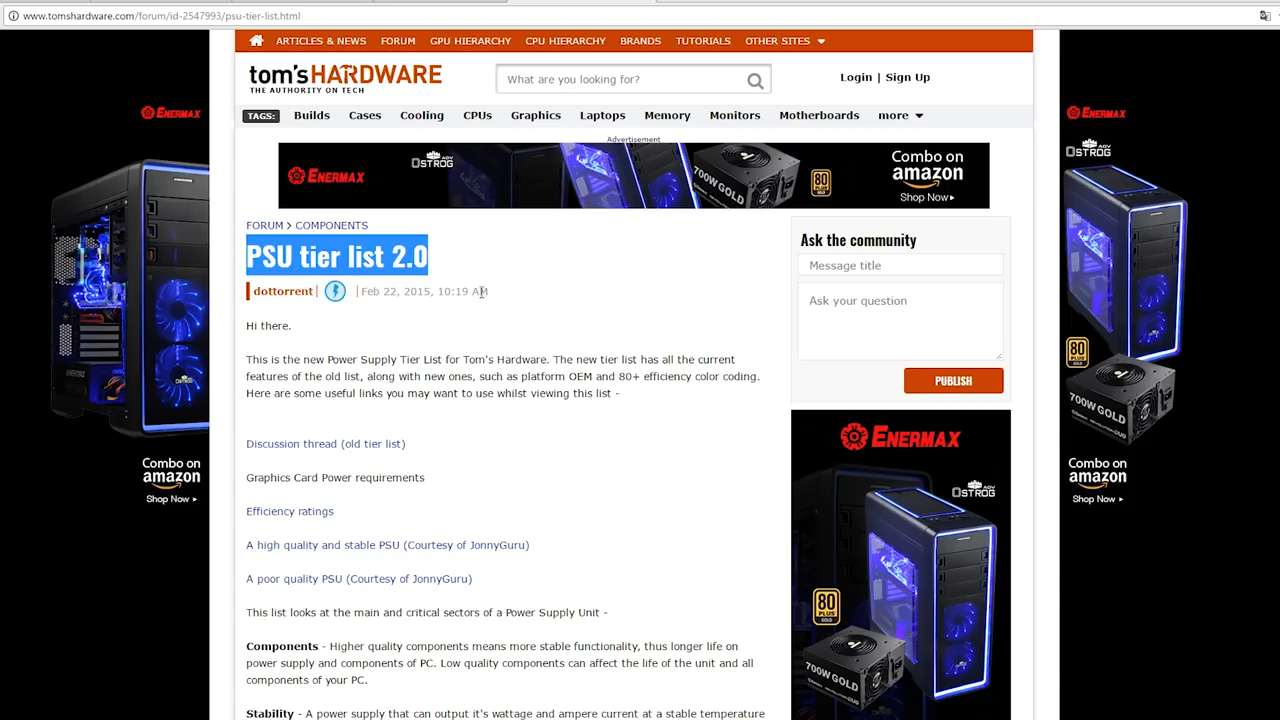 www.tomshardware.com/forum/id-2547993/psu-tier-list.html
ARTICLES & NEWS FORUM GPU HIERARCHY CPU HIERARCHY BRANDS TUTORIALS OTHER SITES
tom'sHARDWARE
THE AUTHORITY ON TECH
What are you looking for?
Login | Sign Up
TAGS: Builds Cases Cooling CPUs Graphics Laptops Memory Monitors Motherboards more
Advertisement
ENERMAX
OSTROG ADV
700W GOLD
80 PLUS GOLD
Combo on
amazon
Shop Now
FORUM > COMPONENTS
PSU tier list 2.0
dottorrent | Feb 22, 2015, 10:19 AM
Hi there.
This is the new Power Supply Tier List for Tom's Hardware. The new tier list has all the current
features of the old list, along with new ones, such as platform OEM and 80+ efficiency color coding.
Here are some useful links you may want to use whilst viewing this list -
Discussion thread (old tier list)
Graphics Card Power requirements
Efficiency ratings
A high quality and stable PSU (Courtesy of JonnyGuru)
A poor quality PSU (Courtesy of JonnyGuru)
This list looks at the main and critical sectors of a Power Supply Unit -
Components - Higher quality components means more stable functionality, thus longer life on
power supply and components of PC. Low quality components can affect the life of the unit and all
components of your PC.
Stability - A power supply that can output it's wattage and ampere current at a stable temperature
Ask the community
Message title
Ask your question
PUBLISH
ENERMAX
OSTROG ADV
80 PLUS GOLD
700W GOLD
ENERMAX
Combo on
amazon
Shop Now
ENERMAX
OSTROG ADV
80 PLUS GOLD
700W GOLD
Combo on
amazon
Shop Now